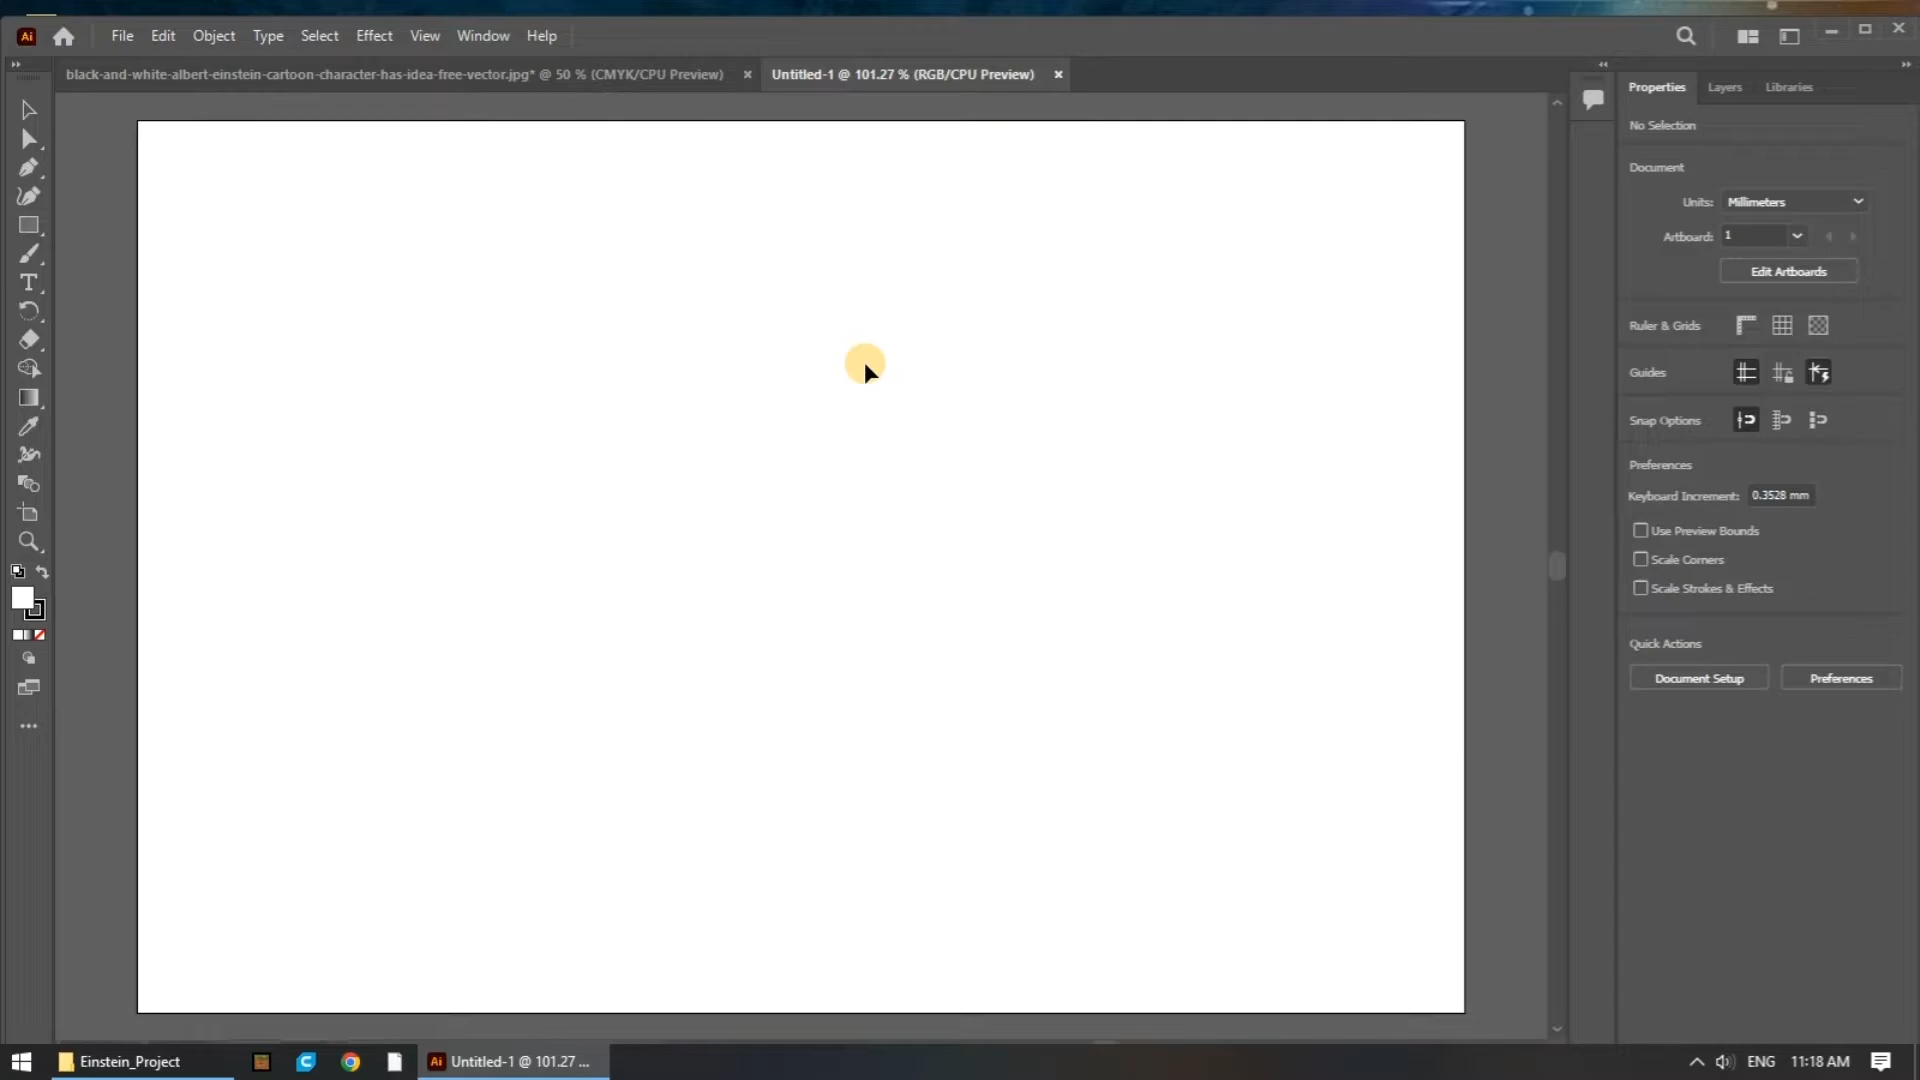 Ai File Edit Object Type Select Effect View Window Help
black-and-white-albert-einstein-cartoon-character-has-idea-free-vector.jpg* @ 50 % (CMYK/CPU Preview) × Untitled-1 @ 101.27 % (RGB/CPU Preview) ×
Properties Layers Libraries
No Selection
Document
Units: Millimeters
Artboard: 1
Edit Artboards
Ruler & Grids
Guides
Snap Options
Preferences
Keyboard Increment: 0.3528 mm
Use Preview Bounds
Scale Corners
Scale Strokes & Effects
Quick Actions
Document Setup Preferences
Einstein_Project Ai Untitled-1 @ 101.27 ... ENG 11:18 AM